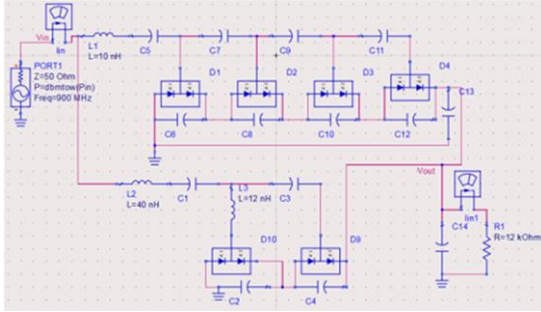 Vin
Iin
L1
L=10 nH
C5
C7
C9
C11
PORT1
Z=50 Ohm
P=dbmtow(Pin)
Freq=900 MHz
D1
D2
D3
D4
C13
C6
C8
C10
C12
L2
L=40 nH
C1
L3
L=12 nH
C3
Vout
Iin1
C14
R1
R=12 kOhm
D10
D9
C2
C4